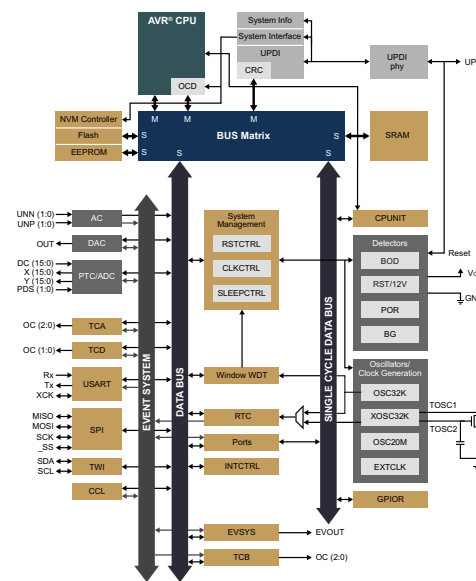 AVR® CPU
OCD
System Info
System Interface
UPDI
CRC
UPDI
phy
NVM Controller
Flash
EEPROM
M
M
M
S
S
BUS Matrix
S
S
S
SRAM
UNN (1:0)
UNP (1:0)
AC
OUT
DAC
DC (15:0)
X (15:0)
Y (15:0)
PDS (1:0)
PTC/ADC
OC (2:0)
TCA
OC (1:0)
TCD
Rx
Tx
XCK
USART
MISO
MOSI
SCK
_SS
SPI
SDA
SCL
TWI
CCL
EVENT SYSTEM
DATA BUS
System
Management
RSTCTRL
CLKCTRL
SLEEPCTRL
Window WDT
RTC
Ports
INTCTRL
EVSYS
TCB
EVOUT
OC (2:0)
SINGLE CYCLE DATA BUS
CPUNIT
Detectors
BOD
RST/12V
POR
BG
Reset
Oscillators/
Clock Generation
OSC32K
XOSC32K
OSC20M
EXTCLK
TOSC1
TOSC2
GPIOR